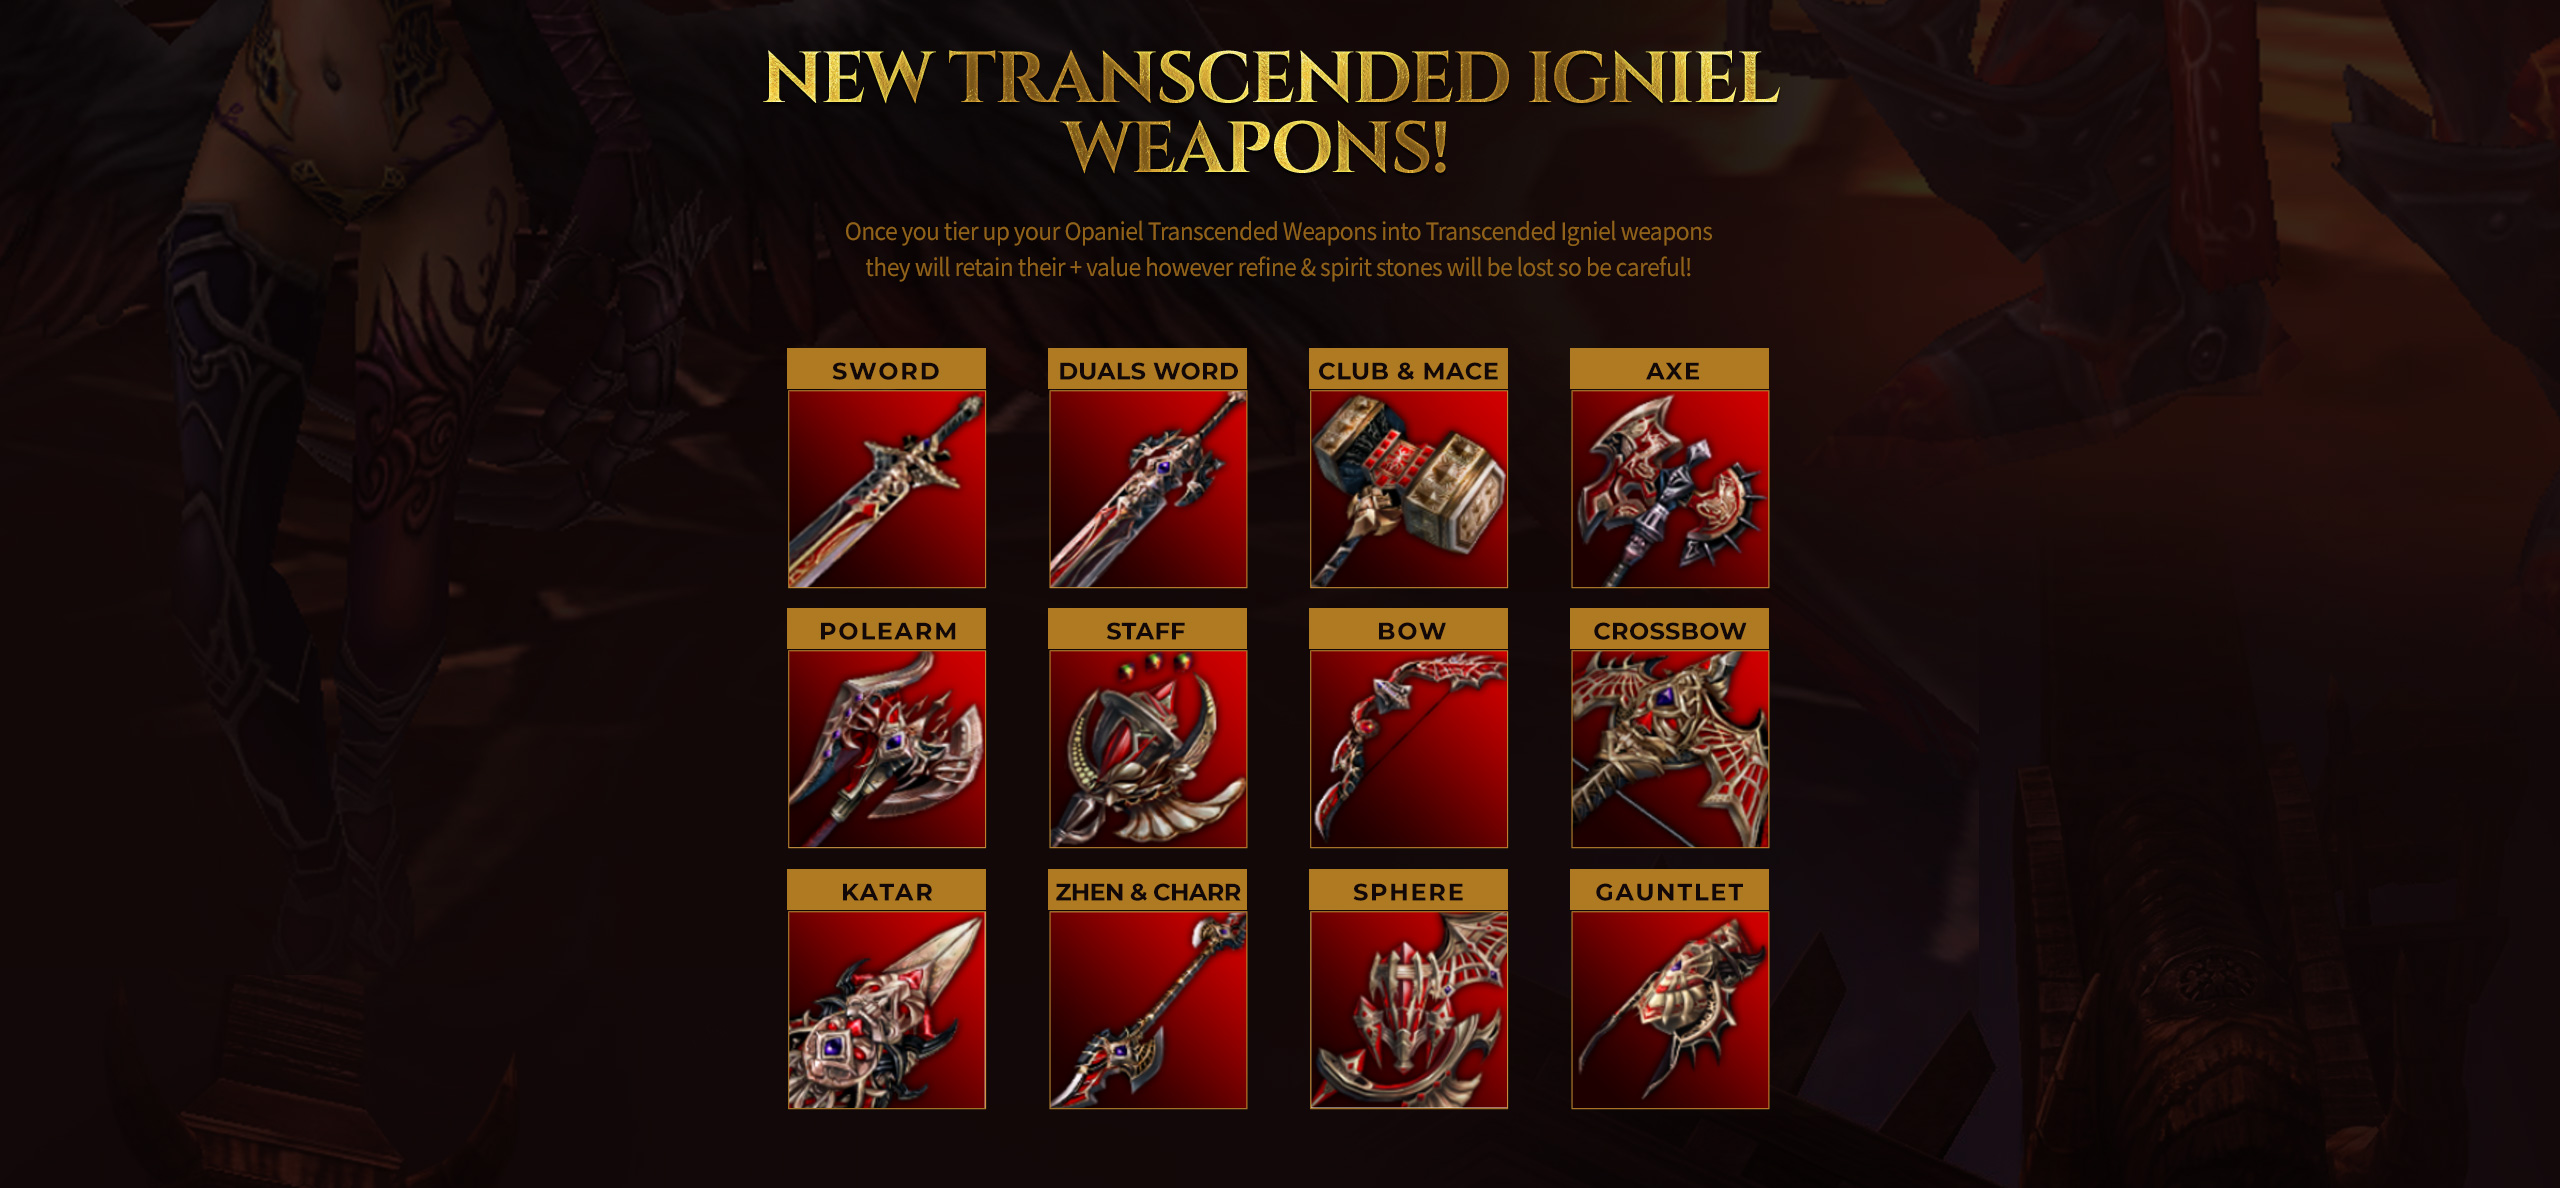 NEW TRANSCENDED IGNIEL
WEAPONS!
Once you tier up your Opaniel Transcended Weapons into Transcended Igniel weapons
they will retain their + value however refine & spirit stones will be lost so be careful!
SWORD
DUALS WORD
CLUB & MACE
AXE
POLEARM
STAFF
BOW
CROSSBOW
KATAR
ZHEN & CHARR
SPHERE
GAUNTLET